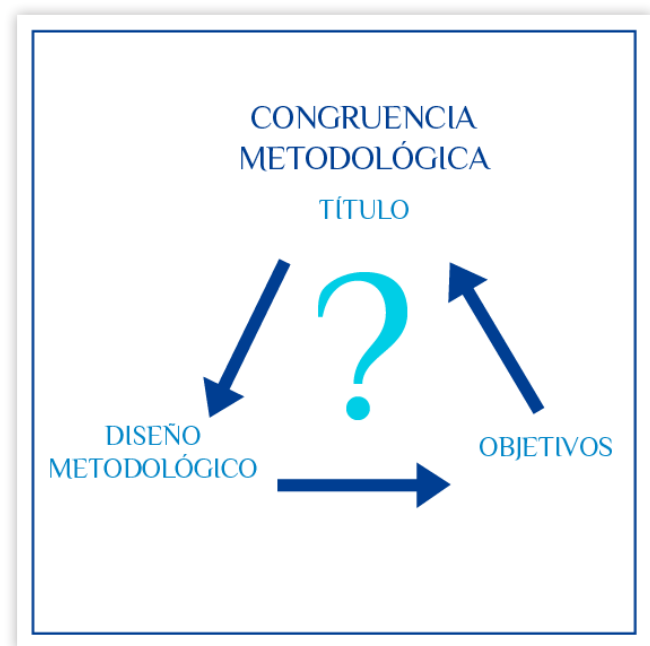 CONGRUENCIA
METODOLÓGICA
TÍTULO
?
DISEÑO
METODOLÓGICO
OBJETIVOS